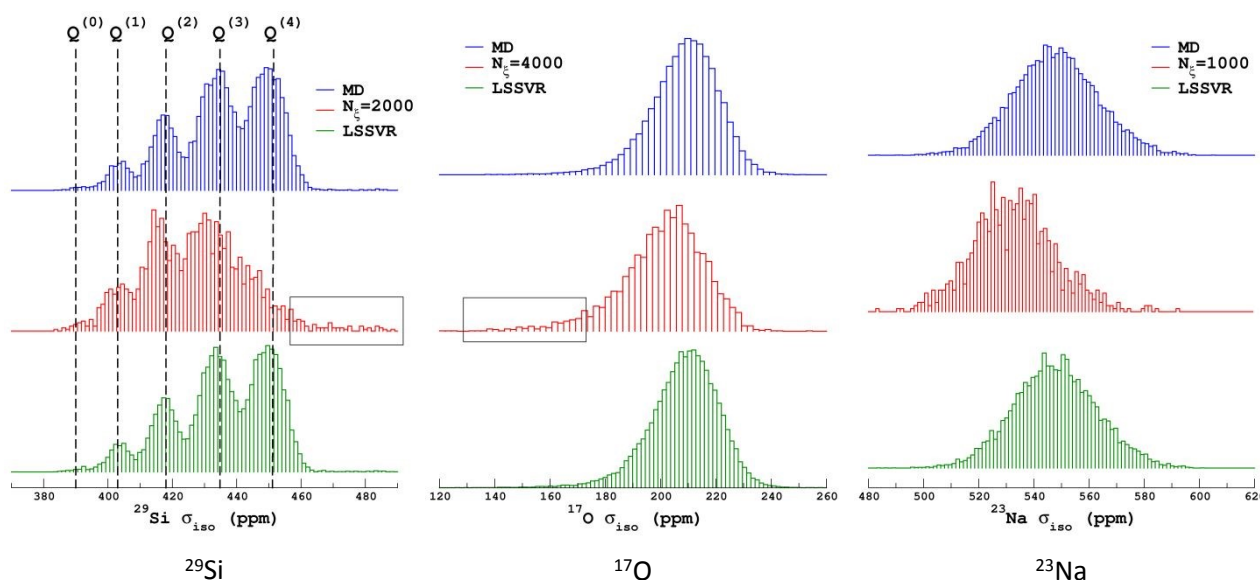 Q(0) Q(1) Q(2) Q(3) Q(4)
MD
Nξ=2000
LSSVR
380 400 420 440 460 480
29Si σiso (ppm)
29Si
MD
Nξ=4000
LSSVR
120 140 160 180 200 220 240 260
17O σiso (ppm)
17O
MD
Nξ=1000
LSSVR
480 500 520 540 560 580 600 620
23Na σiso (ppm)
23Na